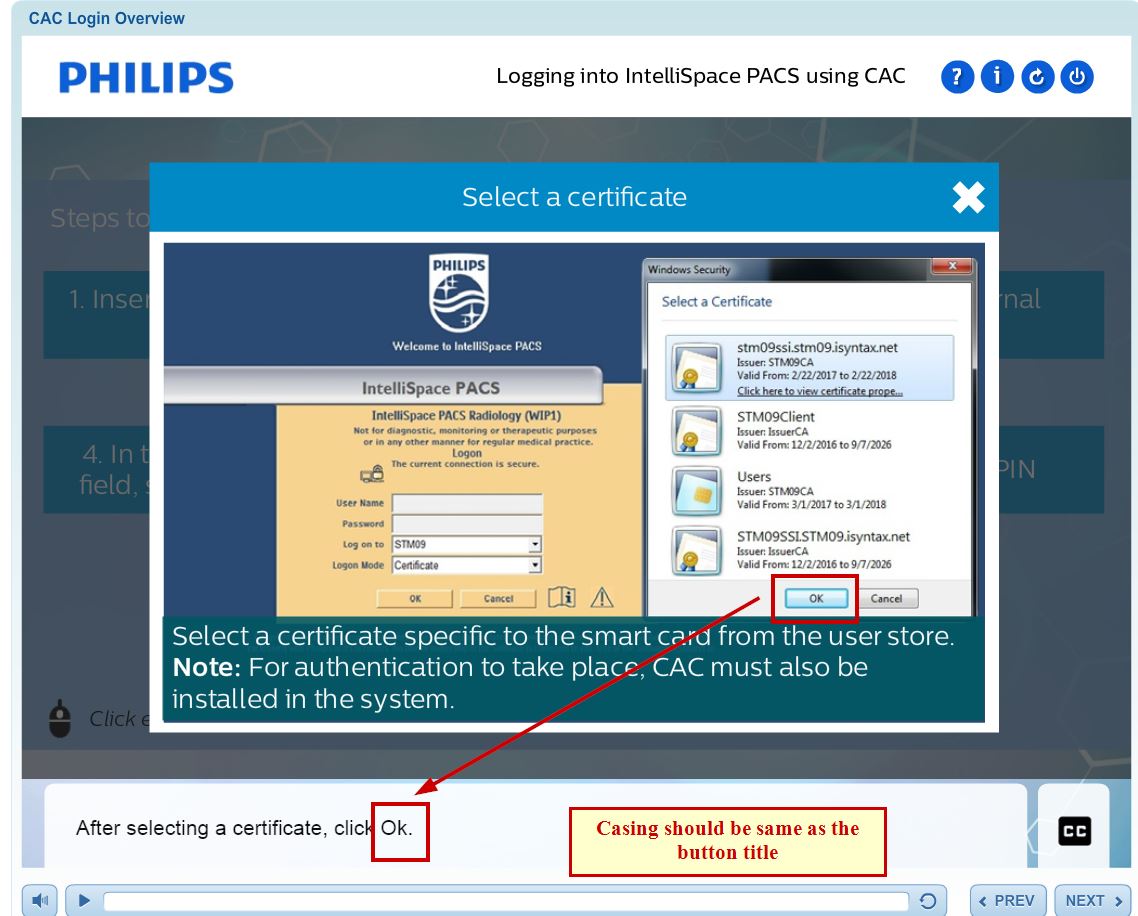 CAC Login Overview
PHILIPS
Logging into IntelliSpace PACS using CAC
Select a certificate
Steps to
1. Inser
rnal
4. In t
field, s
PIN
PHILIPS
Welcome to IntelliSpace PACS
IntelliSpace PACS
IntelliSpace PACS Radiology (WIP1)
Not for diagnostic, monitoring or therapeutic purposes
or in any other manner for regular medical practice.
Logon
The current connection is secure.
User Name
Password
Log on to STM09
Logon Mode Certificate
OK Cancel
Windows Security
Select a Certificate
stm09ssi.stm09.isyntax.net
Issuer: STM09CA
Valid From: 2/22/2017 to 2/22/2018
Click here to view certificate prope...
STM09Client
Issuer: IssuerCA
Valid From: 12/2/2016 to 9/7/2026
Users
Issuer: STM09CA
Valid From: 3/1/2017 to 3/1/2018
STM09SSI.STM09.isyntax.net
Issuer: IssuerCA
Valid From: 12/2/2016 to 9/7/2026
OK Cancel
Select a certificate specific to the smart card from the user store.
Note: For authentication to take place, CAC must also be
installed in the system.
Click e
After selecting a certificate, click Ok.
Casing should be same as the
button title
CC
PREV NEXT